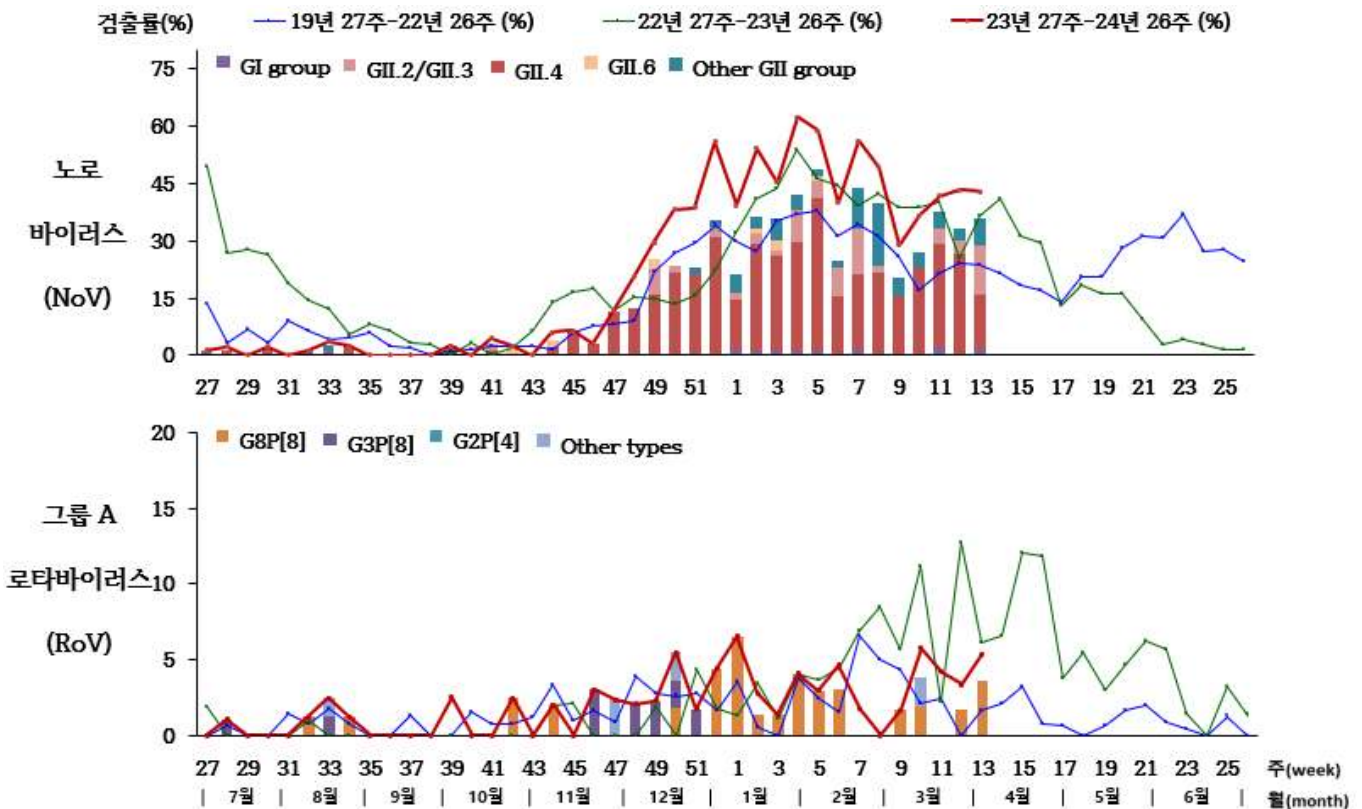 검출률(%) 19년 27주-22년 26주 (%) 22년 27주-23년 26주 (%) 23년 27주-24년 26주 (%)
GI group GII.2/GII.3 GII.4 GII.6 Other GII group
75
60
45
30
15
0
노로
바이러스
(NoV)
27 29 31 33 35 37 39 41 43 45 47 49 51 1 3 5 7 9 11 13 15 17 19 21 23 25
G8P[8] G3P[8] G2P[4] Other types
20
15
10
5
0
그룹 A
로타바이러스
(RoV)
27 29 31 33 35 37 39 41 43 45 47 49 51 1 3 5 7 9 11 13 15 17 19 21 23 25 주(week)
| 7월 | 8월 | 9월 | 10월 | 11월 | 12월 | 1월 | 2월 | 3월 | 4월 | 5월 | 6월 | 월(month)